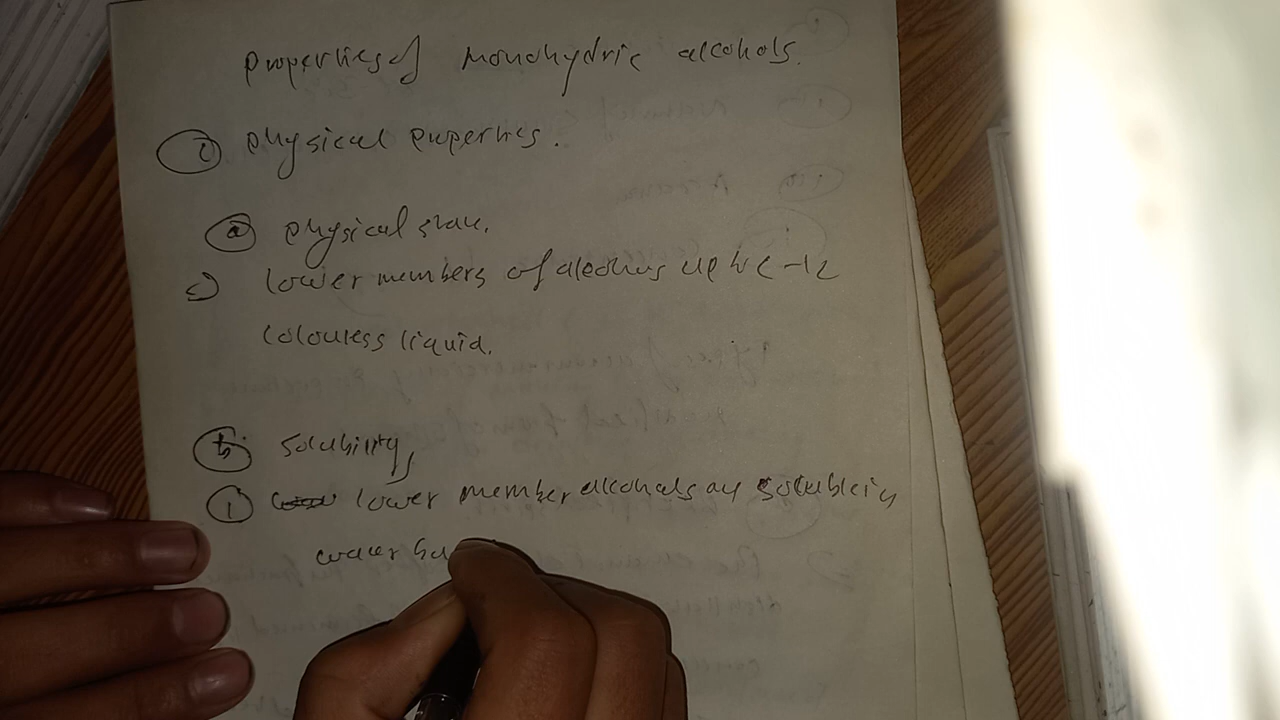 properties of Monohydric alcohols.
(i) physical properties.
(a) physical state.
lower members of alcohols up to C-12
colourless liquid.
(b) solubility,
(i) lower member alcohols are soluble in
water